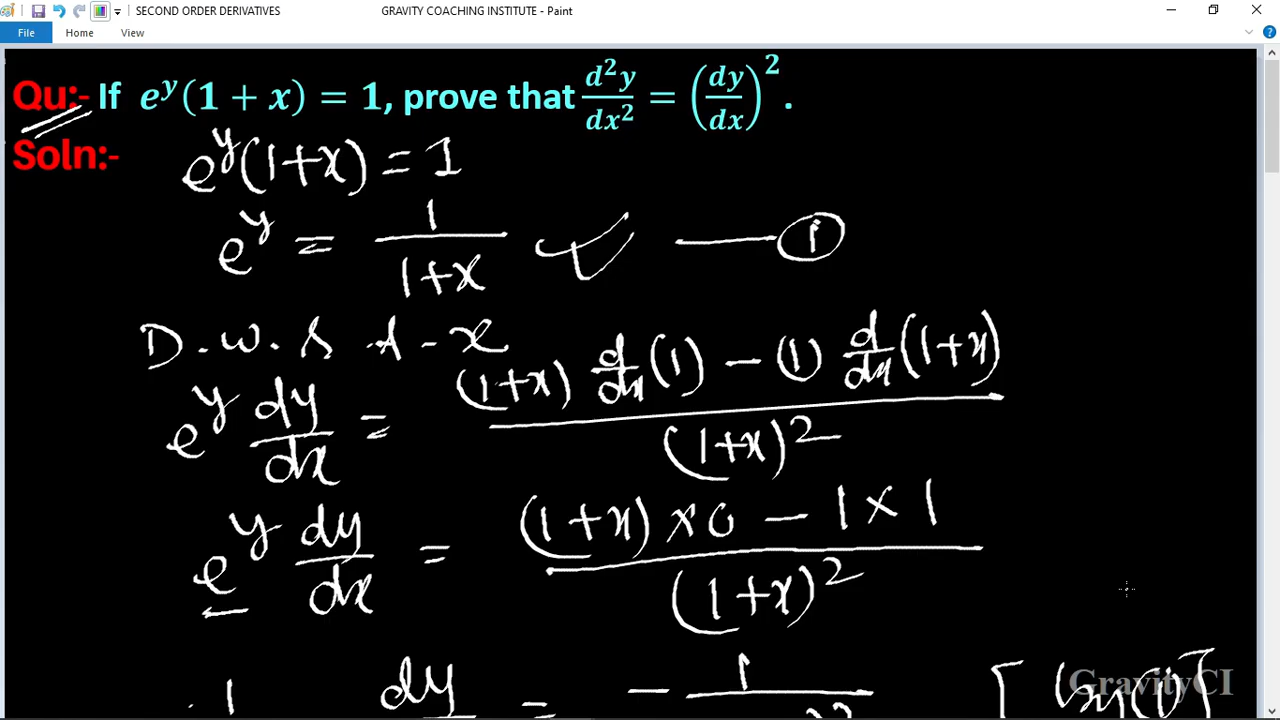 SECOND ORDER DERIVATIVES GRAVITY COACHING INSTITUTE - Paint
File Home View
Qu:- If e^y(1 + x) = 1, prove that d²y/dx² = (dy/dx)².
Soln:- e^y(1+x) = 1
e^y = 1/(1+x) ——— (i)
D.w.s.t-x
e^y dy/dx = ((1+x) d/dx (1) - (1) d/dx (1+x))/(1+x)²
e^y dy/dx = ((1+x) × 0 - 1 × 1)/(1+x)²
1 dy = - 1
GravityCI